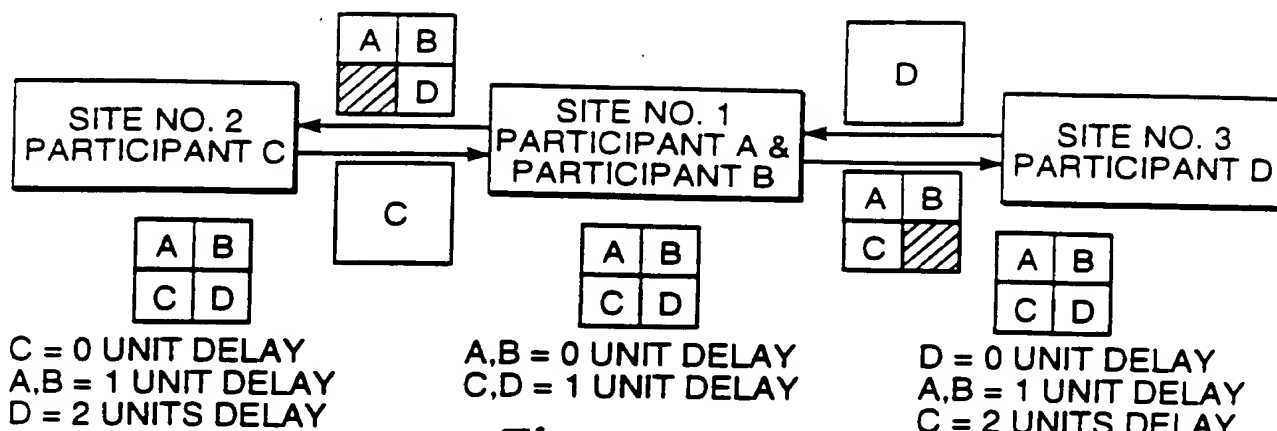 A B
D
D
SITE NO. 2
PARTICIPANT C
SITE NO. 1
PARTICIPANT A &
PARTICIPANT B
SITE NO. 3
PARTICIPANT D
C
A B
C
A B
C D
A B
C D
A B
C D
C = 0 UNIT DELAY
A,B = 1 UNIT DELAY
D = 2 UNITS DELAY
A,B = 0 UNIT DELAY
C,D = 1 UNIT DELAY
D = 0 UNIT DELAY
A,B = 1 UNIT DELAY
C = 2 UNITS DELAY